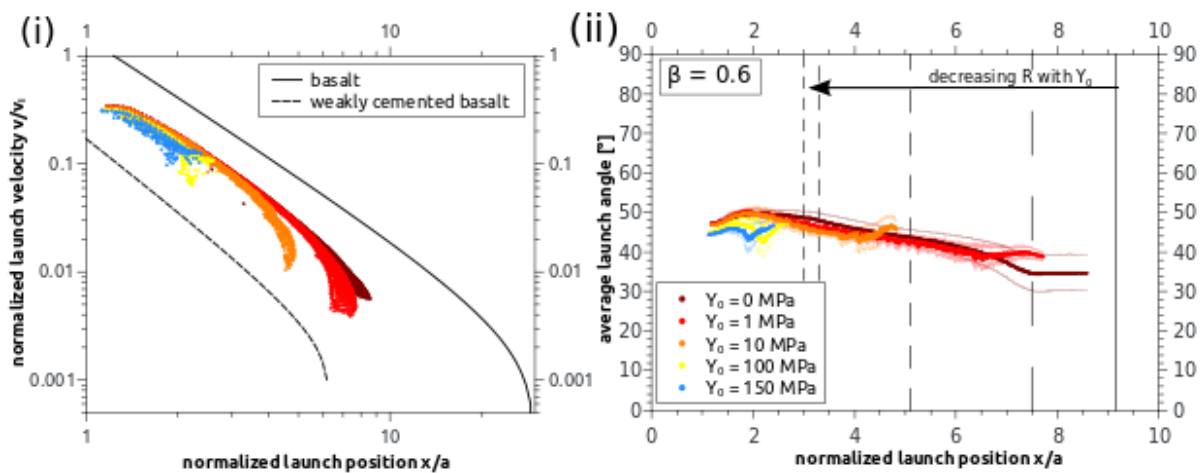 (i)
1
10
1
1
0.1
0.1
0.01
0.01
0.001
0.001
1
10
normalized launch velocity v/vᵢ
normalized launch position x/a
basalt
weakly cemented basalt
(ii)
0 2 4 6 8 10
90
80
70
60
50
40
30
20
10
0
90
80
70
60
50
40
30
20
10
0
0 2 4 6 8 10
average launch angle [°]
normalized launch position x/a
β = 0.6
decreasing R with Y₀
Y₀ = 0 MPa
Y₀ = 1 MPa
Y₀ = 10 MPa
Y₀ = 100 MPa
Y₀ = 150 MPa